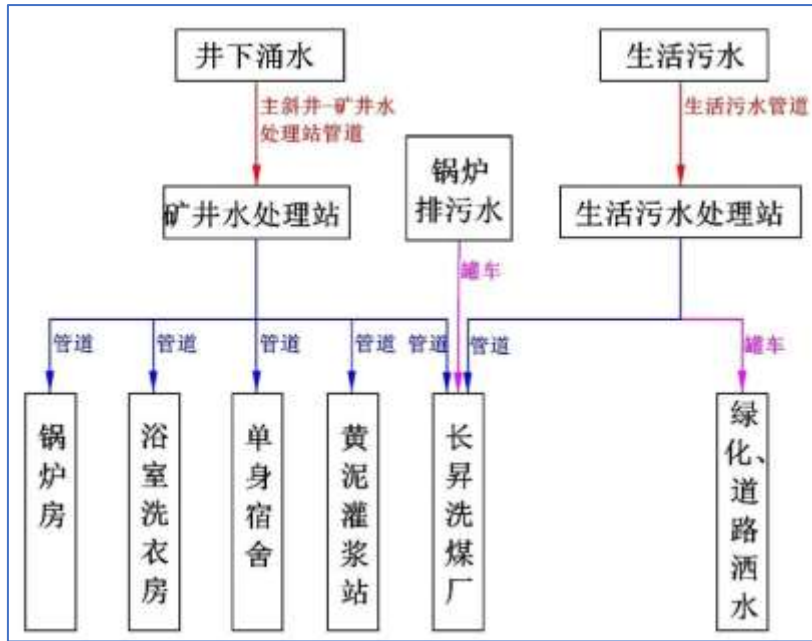 井下涌水
生活污水
主斜井-矿井水
处理站管道
生活污水管道
锅炉
排污水
矿井水处理站
生活污水处理站
罐车
管道
管道
管道
管道
管道
管道
罐车
锅炉房
浴室洗衣房
单身宿舍
黄泥灌浆站
长昇洗煤厂
绿化、道路洒水